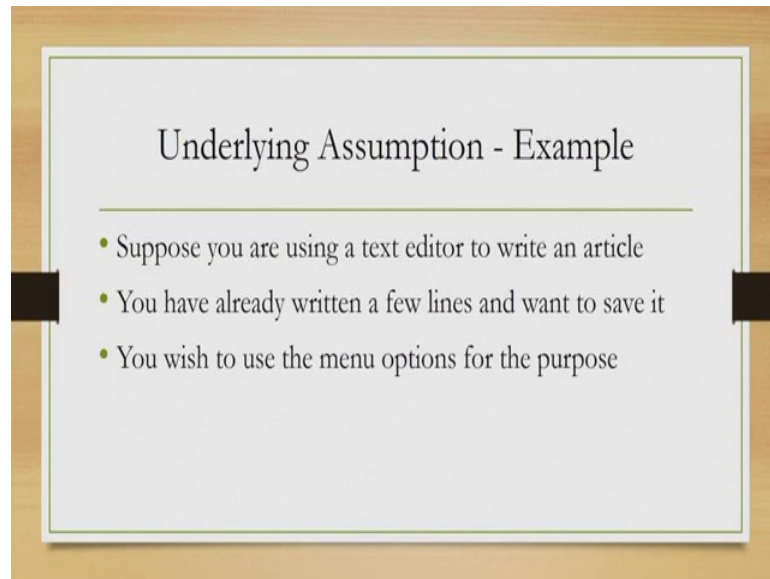 Underlying Assumption - Example
• Suppose you are using a text editor to write an article
• You have already written a few lines and want to save it
• You wish to use the menu options for the purpose